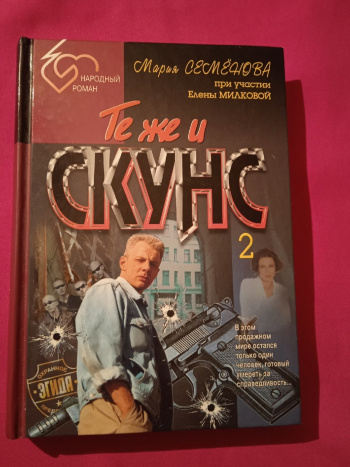 НАРОДНЫЙ
РОМАН
Мария СЕМЁНОВА
при участии
Елены МИЛКОВОЙ
Те же и
СКУНС
2
В этом
продажном
мире остался
только один
человек, готовый
умереть за
справедливость...
ОХРАННОЕ
ЭГИДА